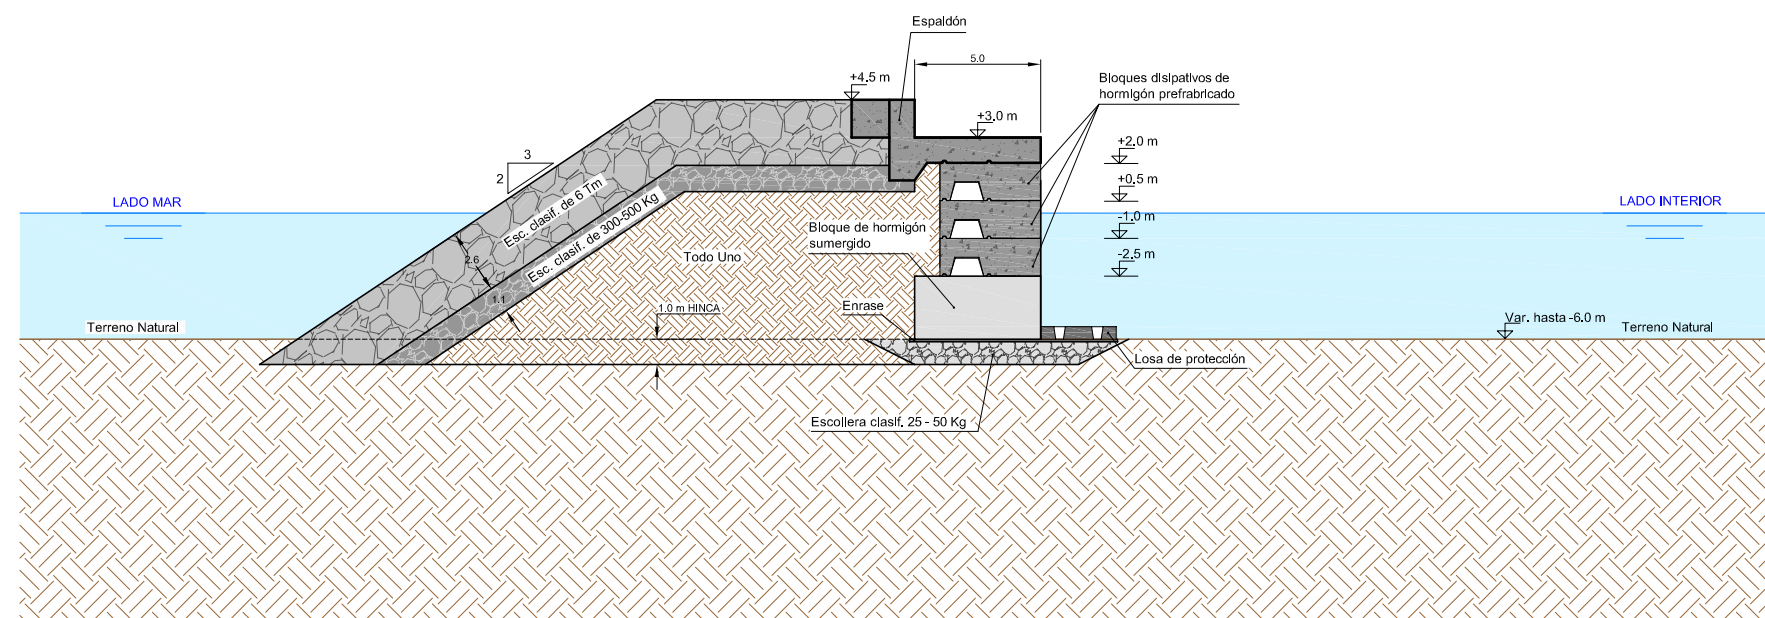 Espaldón
5.0
+4.5 m
Bloques disipativos de
hormigón prefrabricado
+3.0 m
+2.0 m
3
2
+0.5 m
LADO MAR
Esc. clasif. de 6 Tm
Esc. clasif. de 300-500 Kg
LADO INTERIOR
-1.0 m
Bloque de hormigón
sumergido
-2.5 m
Todo Uno
2.6
1.1
1.0 m HINCA
Enrase
Var. hasta -6.0 m
Terreno Natural
Terreno Natural
Losa de protección
Escollera clasif. 25 - 50 Kg